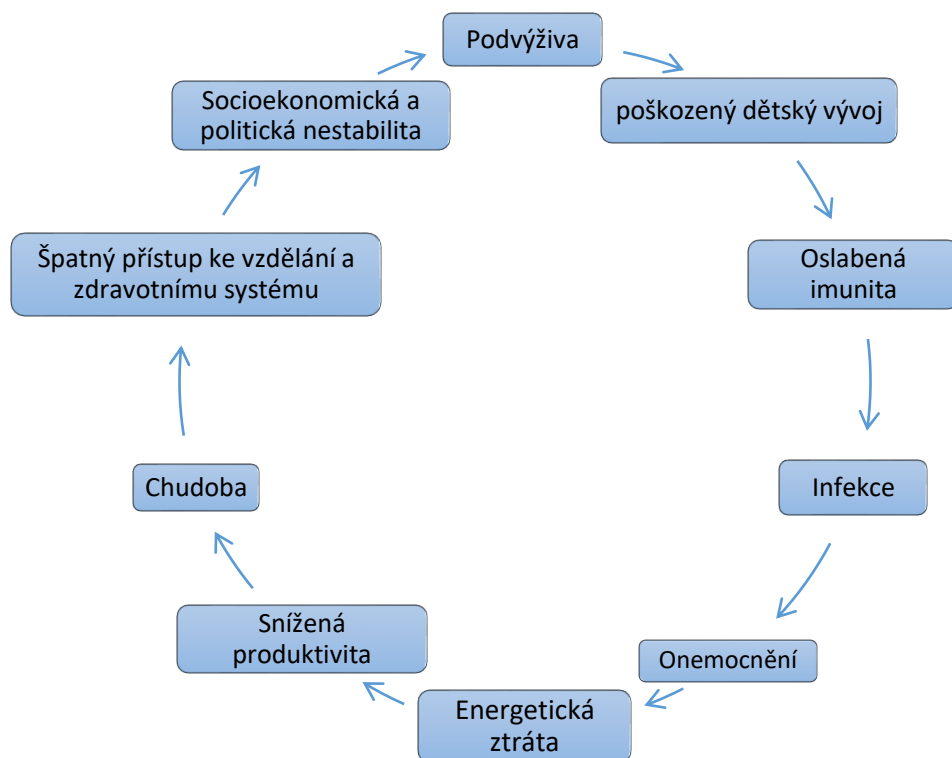 Podvýživa
poškozený dětský vývoj
Oslabená
imunita
Infekce
Onemocnění
Energetická
ztráta
Snížená
produktivita
Chudoba
Špatný přístup ke vzdělání a
zdravotnímu systému
Socioekonomická a
politická nestabilita